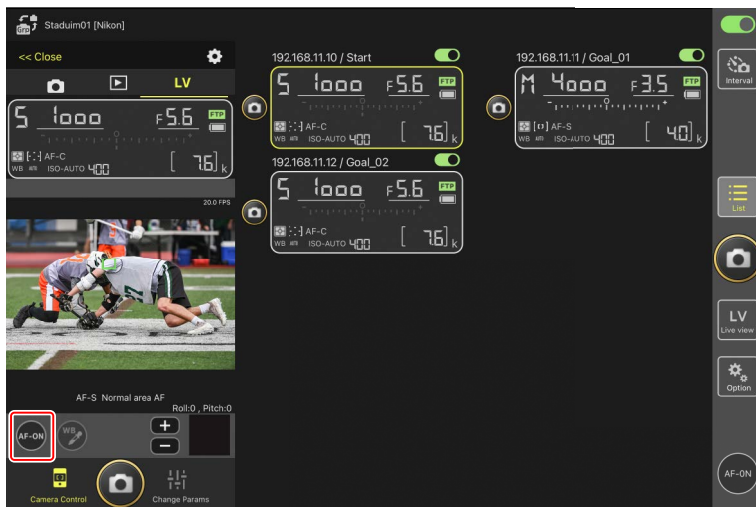 Grp Staduim01 [Nikon]
<< Close
LV
S 1000 F5.6 FTP
AF-C
WB ISO-AUTO 400 [ 7.6] k
20.0 FPS
AF-S Normal area AF
Roll:0 , Pitch:0
AF-ON WB + −
Camera Control Change Params
192.168.11.10 / Start
S 1000 F5.6 FTP
AF-C
WB ISO-AUTO 400 [ 7.6] k
192.168.11.11 / Goal_01
M 4000 F3.5 FTP
- +
AF-S
WB ISO-AUTO 400 [ 4.0] k
192.168.11.12 / Goal_02
S 1000 F5.6 FTP
AF-C
WB ISO-AUTO 400 [ 7.6] k
Interval
List
LV
Live view
Option
AF-ON